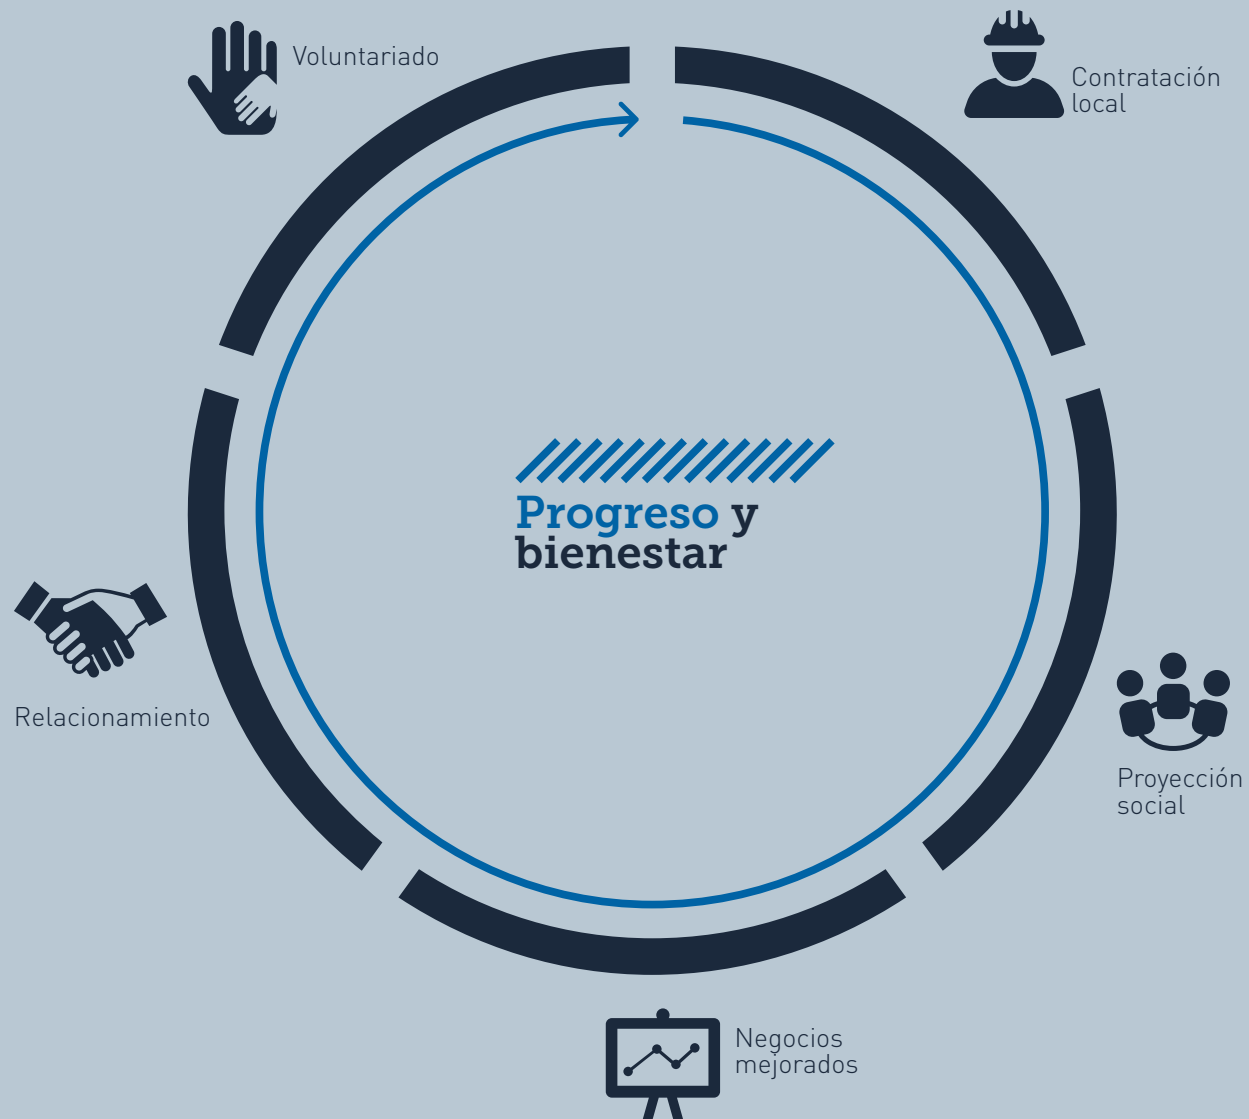 Voluntariado
Contratación
local
Progreso y
bienestar
Relacionamiento
Proyección
social
Negocios
mejorados